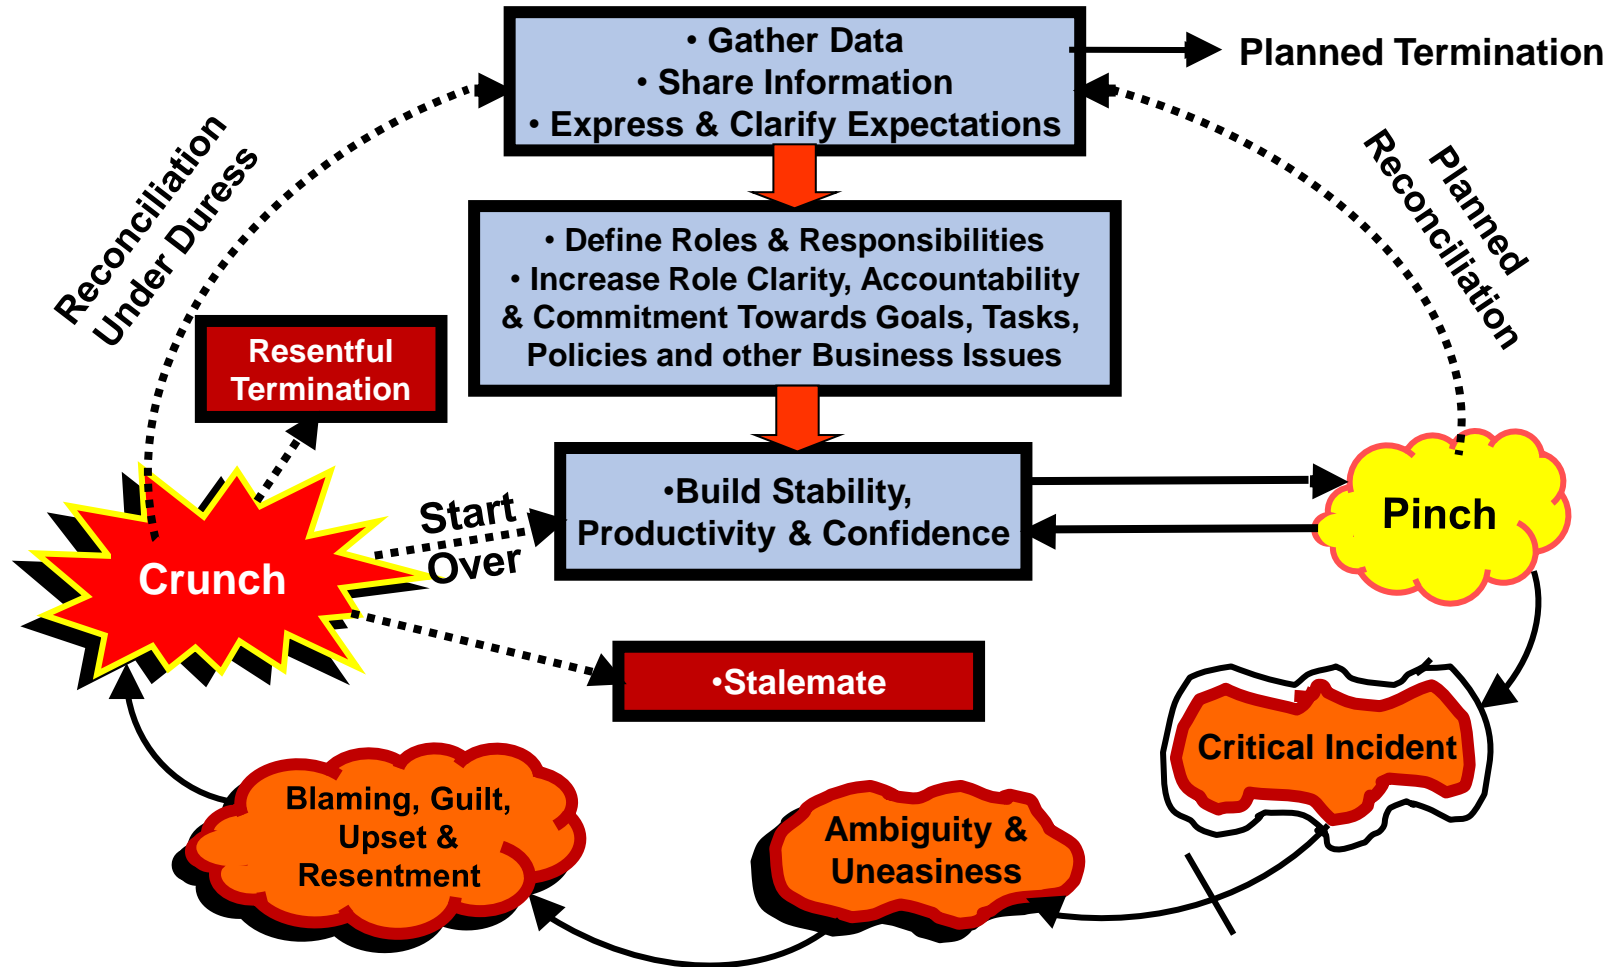 • Gather Data
• Share Information
• Express & Clarify Expectations
Planned Termination
Reconciliation
Under Duress
Planned
Reconciliation
• Define Roles & Responsibilities
• Increase Role Clarity, Accountability
& Commitment Towards Goals, Tasks,
Policies and other Business Issues
Resentful
Termination
•Build Stability,
Productivity & Confidence
Start
Over
Pinch
Crunch
•Stalemate
Critical Incident
Blaming, Guilt,
Upset &
Resentment
Ambiguity &
Uneasiness